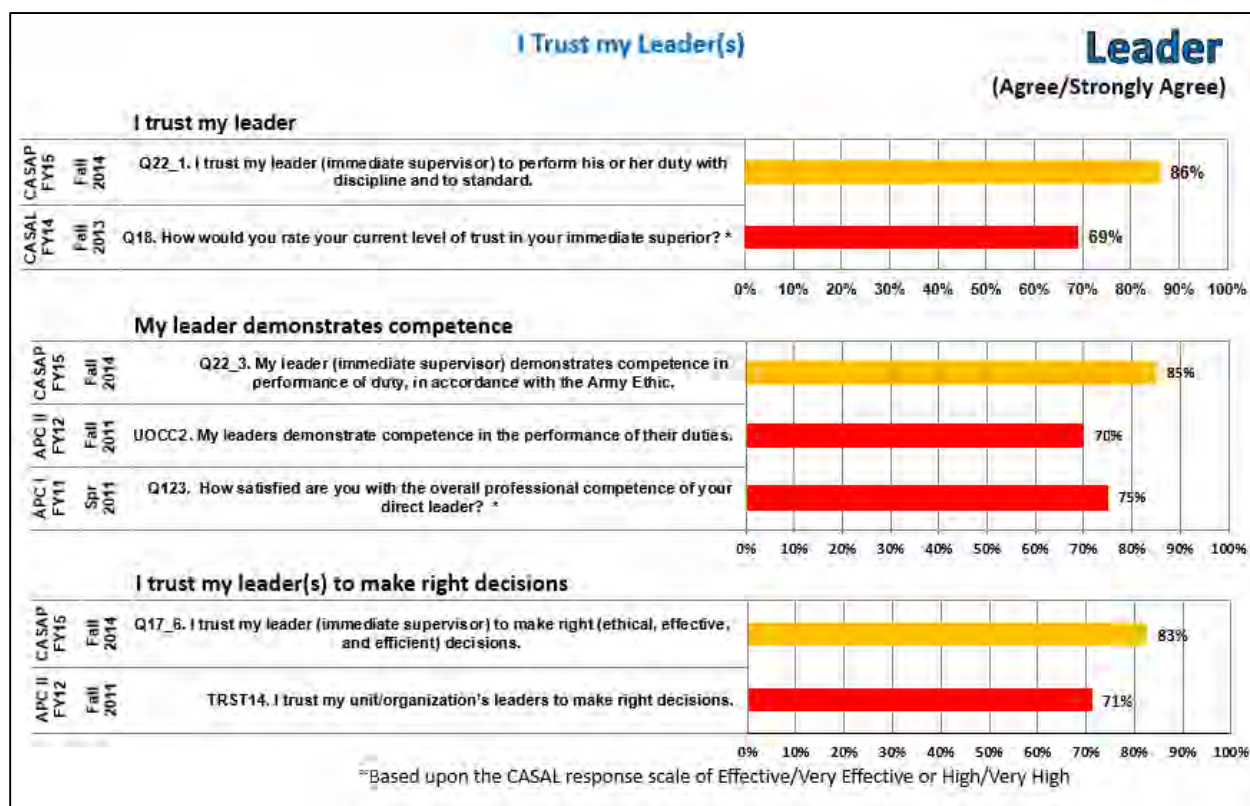 I Trust my Leader(s)
Leader
(Agree/Strongly Agree)
I trust my leader
CASAP
FY15
Fall
2014
Q22_1. I trust my leader (immediate supervisor) to perform his or her duty with
discipline and to standard.
86%
CASAL
FY14
Fall
2013
Q18. How would you rate your current level of trust in your immediate superior? *
69%
0% 10% 20% 30% 40% 50% 60% 70% 80% 90% 100%
My leader demonstrates competence
CASAP
FY15
Fall
2014
Q22_3. My leader (immediate supervisor) demonstrates competence in
performance of duty, in accordance with the Army Ethic.
85%
APC II
FY12
Fall
2011
UOCC2. My leaders demonstrate competence in the performance of their duties.
70%
APC I
FY11
Spr
2011
Q123. How satisfied are you with the overall professional competence of your
direct leader? *
75%
0% 10% 20% 30% 40% 50% 60% 70% 80% 90% 100%
I trust my leader(s) to make right decisions
CASAP
FY15
Fall
2014
Q17_6. I trust my leader (immediate supervisor) to make right (ethical, effective,
and efficient) decisions.
83%
APC II
FY12
Fall
2011
TRST14. I trust my unit/organization's leaders to make right decisions.
71%
0% 10% 20% 30% 40% 50% 60% 70% 80% 90% 100%
*Based upon the CASAL response scale of Effective/Very Effective or High/Very High